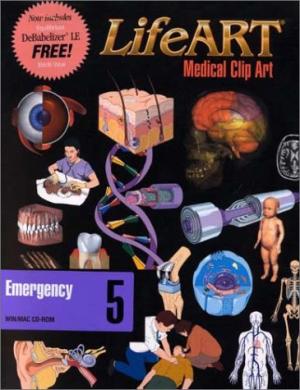 Now includes
DeBabelizer LE
FREE!
LifeART®
Medical Clip Art
Emergency
5
WIN/MAC CD-ROM